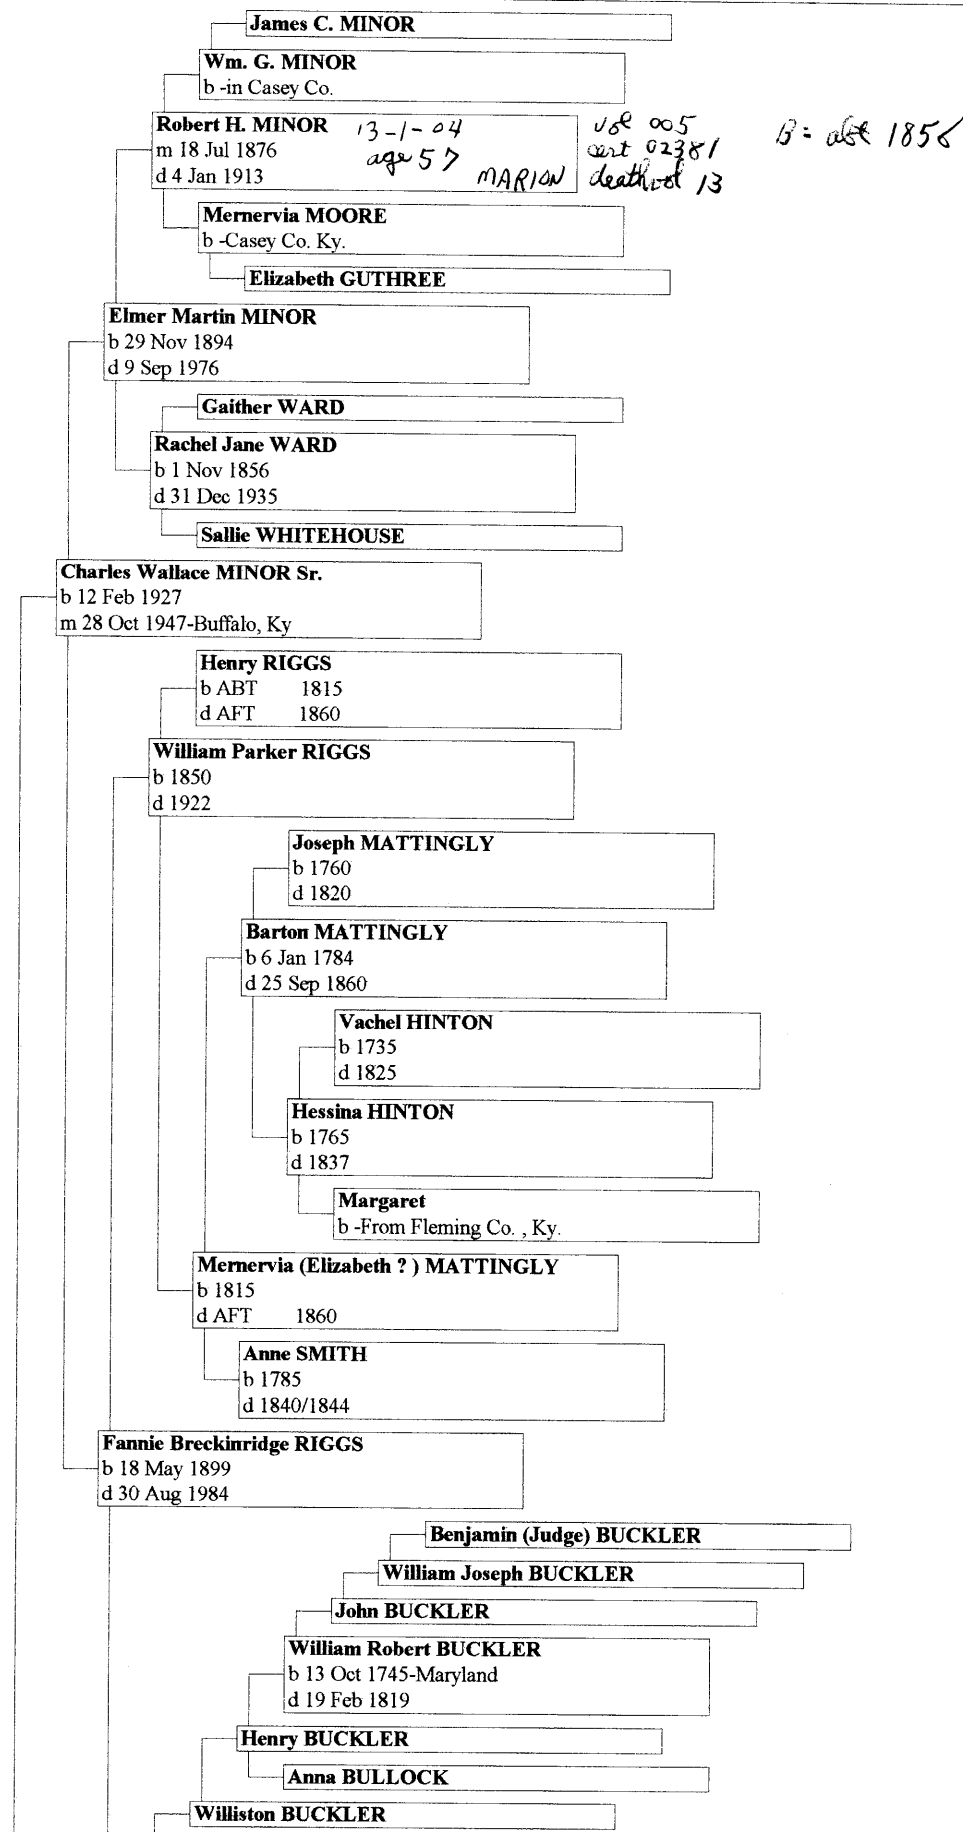 James C. MINOR
Wm. G. MINOR
b -in Casey Co.
Robert H. MINOR 13-1-04 vol 005 B= abt 1856
m 18 Jul 1876 age 57 cert 02381
d 4 Jan 1913 MARION death vol 13
Mernervia MOORE
b -Casey Co. Ky.
Elizabeth GUTHREE
Elmer Martin MINOR
b 29 Nov 1894
d 9 Sep 1976
Gaither WARD
Rachel Jane WARD
b 1 Nov 1856
d 31 Dec 1935
Sallie WHITEHOUSE
Charles Wallace MINOR Sr.
b 12 Feb 1927
m 28 Oct 1947-Buffalo, Ky
Henry RIGGS
b ABT 1815
d AFT 1860
William Parker RIGGS
b 1850
d 1922
Joseph MATTINGLY
b 1760
d 1820
Barton MATTINGLY
b 6 Jan 1784
d 25 Sep 1860
Vachel HINTON
b 1735
d 1825
Hessina HINTON
b 1765
d 1837
Margaret
b -From Fleming Co. , Ky.
Mernervia (Elizabeth ? ) MATTINGLY
b 1815
d AFT 1860
Anne SMITH
b 1785
d 1840/1844
Fannie Breckinridge RIGGS
b 18 May 1899
d 30 Aug 1984
Benjamin (Judge) BUCKLER
William Joseph BUCKLER
John BUCKLER
William Robert BUCKLER
b 13 Oct 1745-Maryland
d 19 Feb 1819
Henry BUCKLER
Anna BULLOCK
Williston BUCKLER